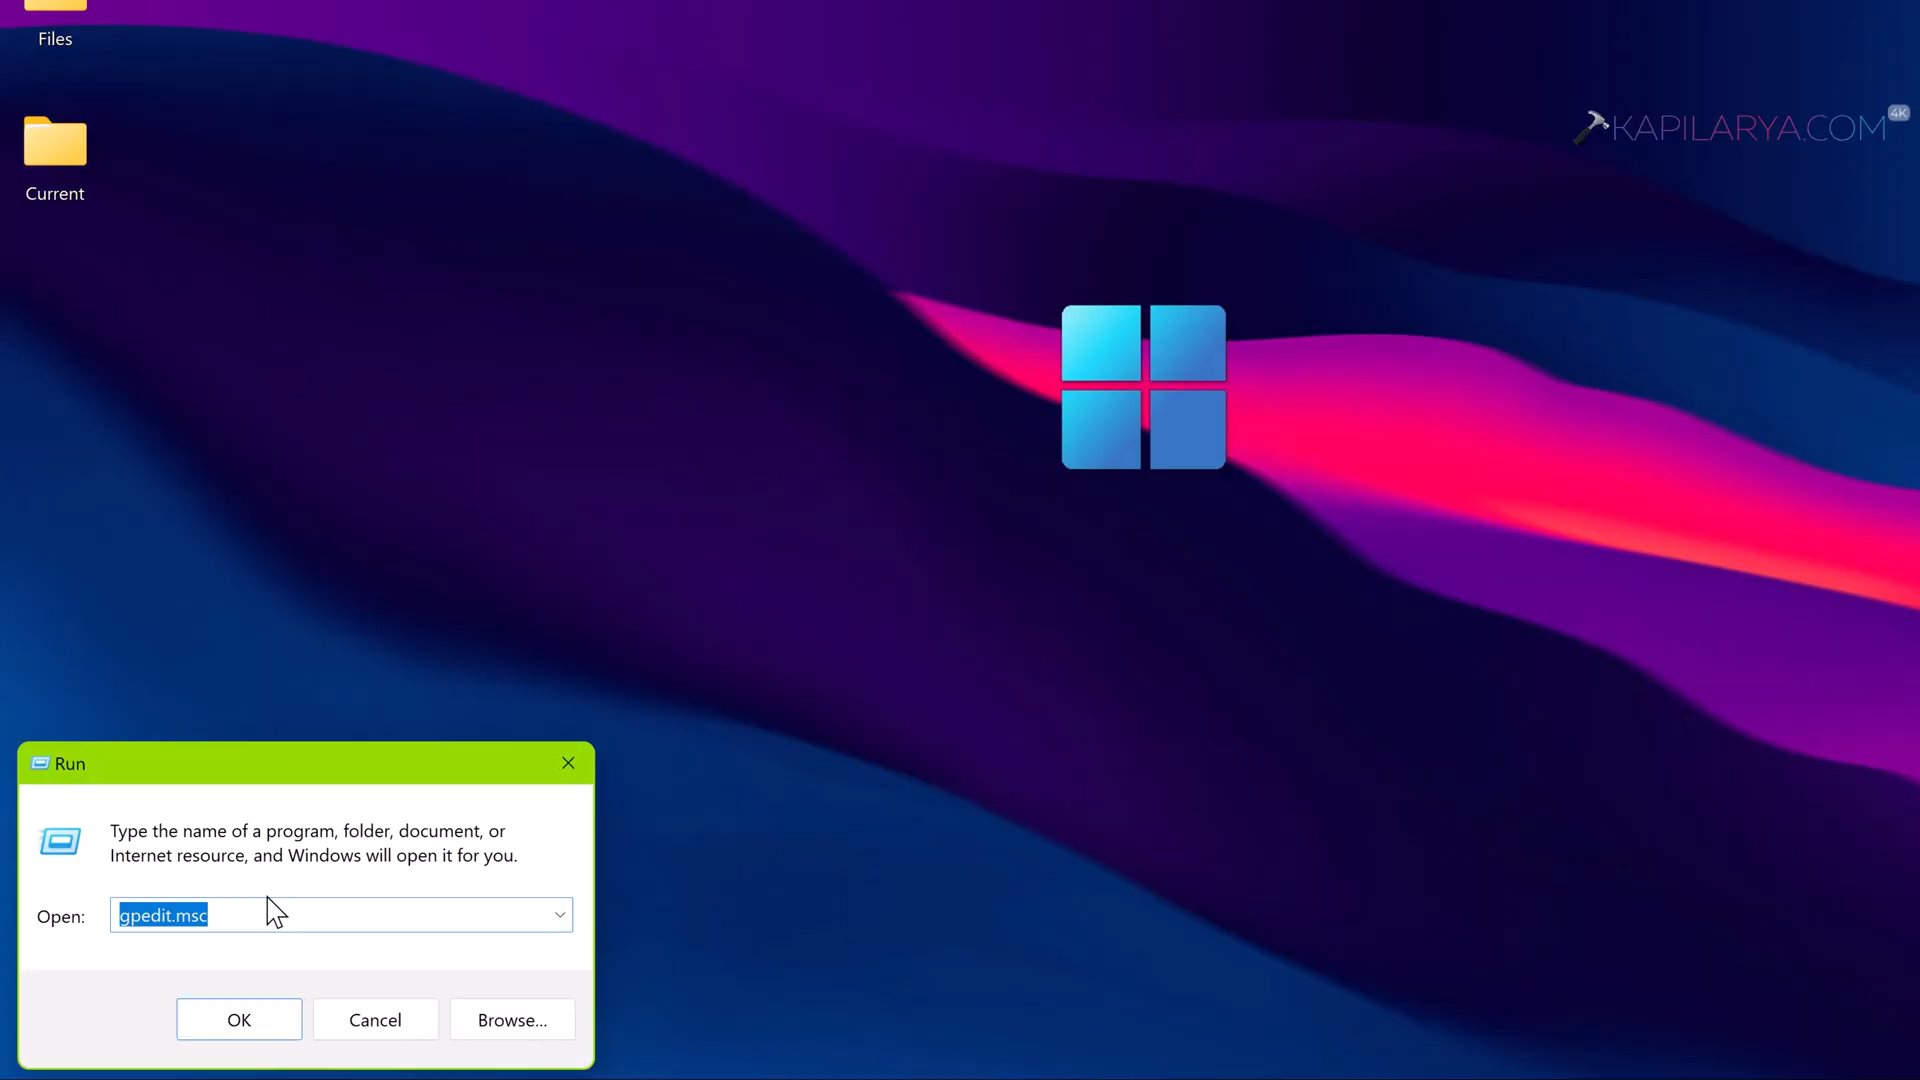 Files
KAPILARYA.COM
4K
Current
Run
Type the name of a program, folder, document, or
Internet resource, and Windows will open it for you.
Open:
gpedit.msc
OK
Cancel
Browse...